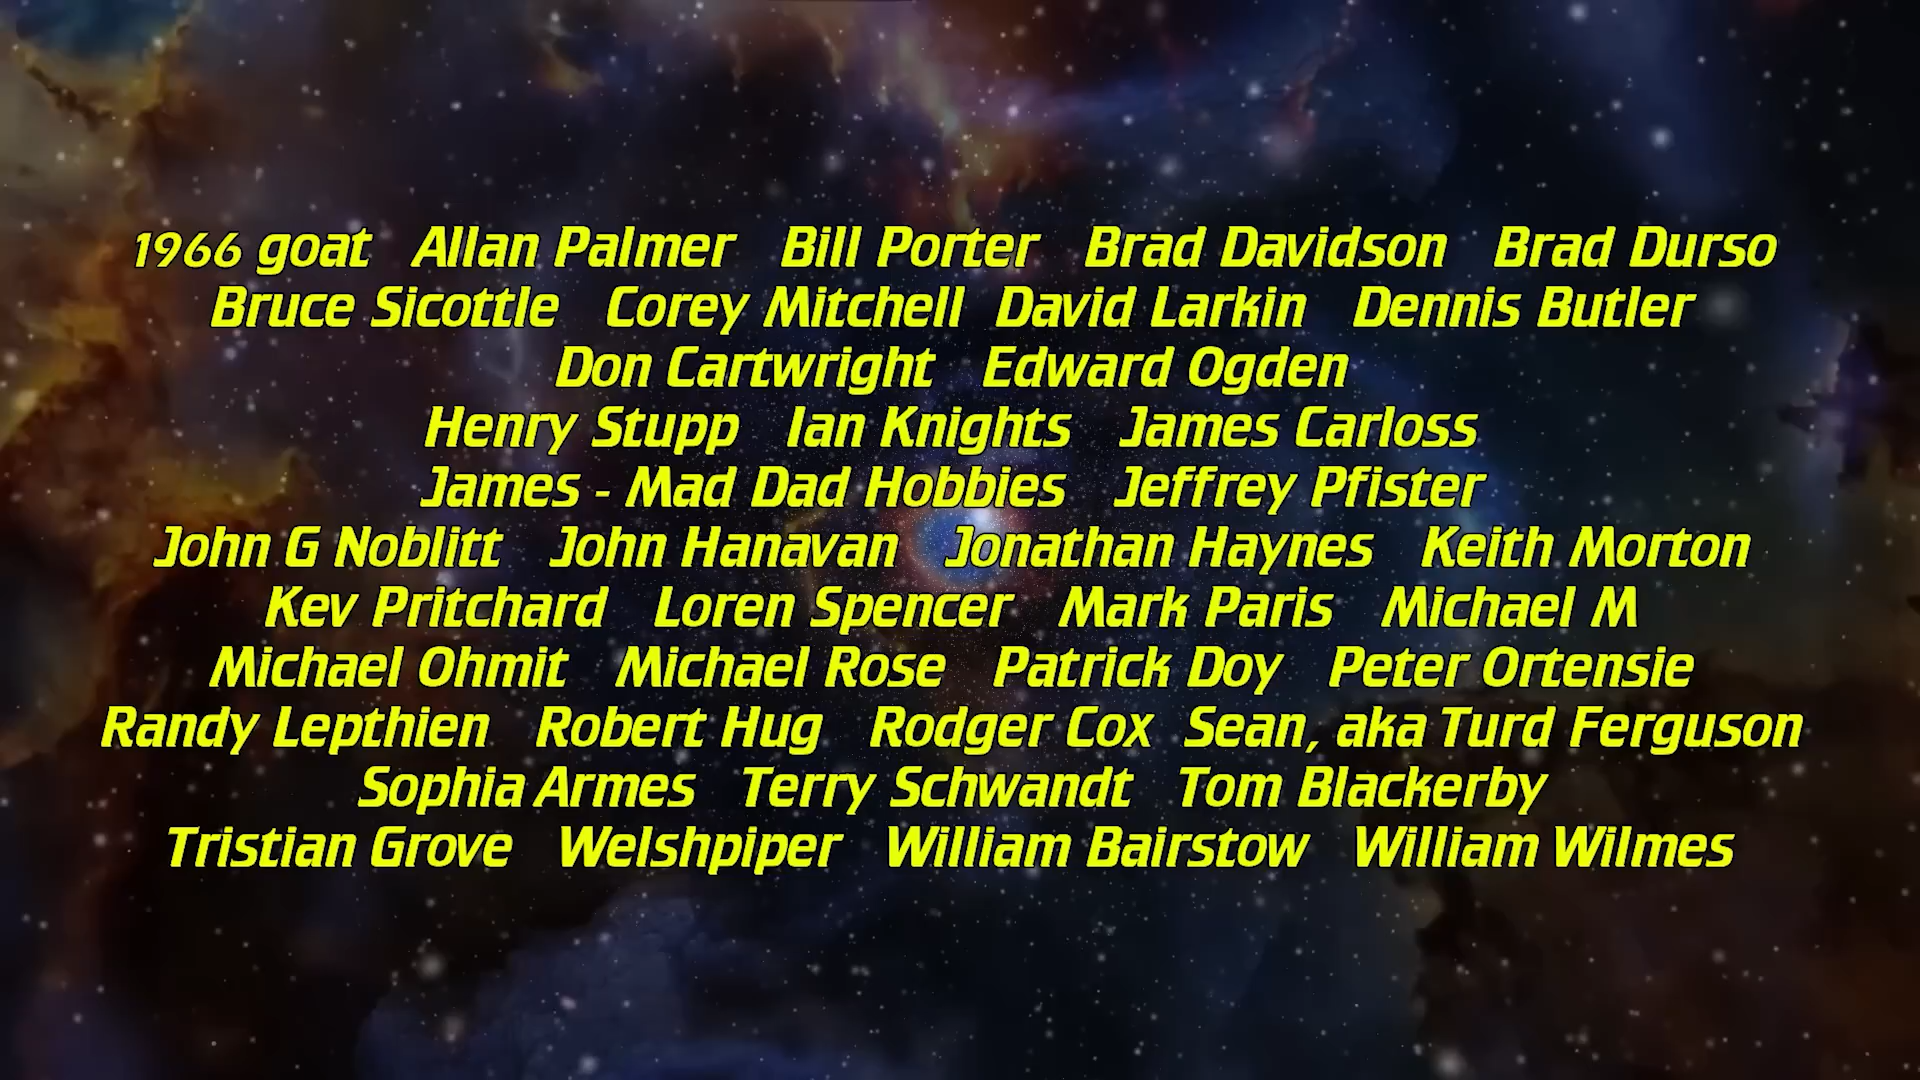 1966 goat Allan Palmer Bill Porter Brad Davidson Brad Durso
Bruce Sicottle Corey Mitchell David Larkin Dennis Butler
Don Cartwright Edward Ogden
Henry Stupp Ian Knights James Carloss
James - Mad Dad Hobbies Jeffrey Pfister
John G Noblitt John Hanavan Jonathan Haynes Keith Morton
Kev Pritchard Loren Spencer Mark Paris Michael M
Michael Ohmit Michael Rose Patrick Doy Peter Ortensie
Randy Lepthien Robert Hug Rodger Cox Sean, aka Turd Ferguson
Sophia Armes Terry Schwandt Tom Blackerby
Tristian Grove Welshpiper William Bairstow William Wilmes